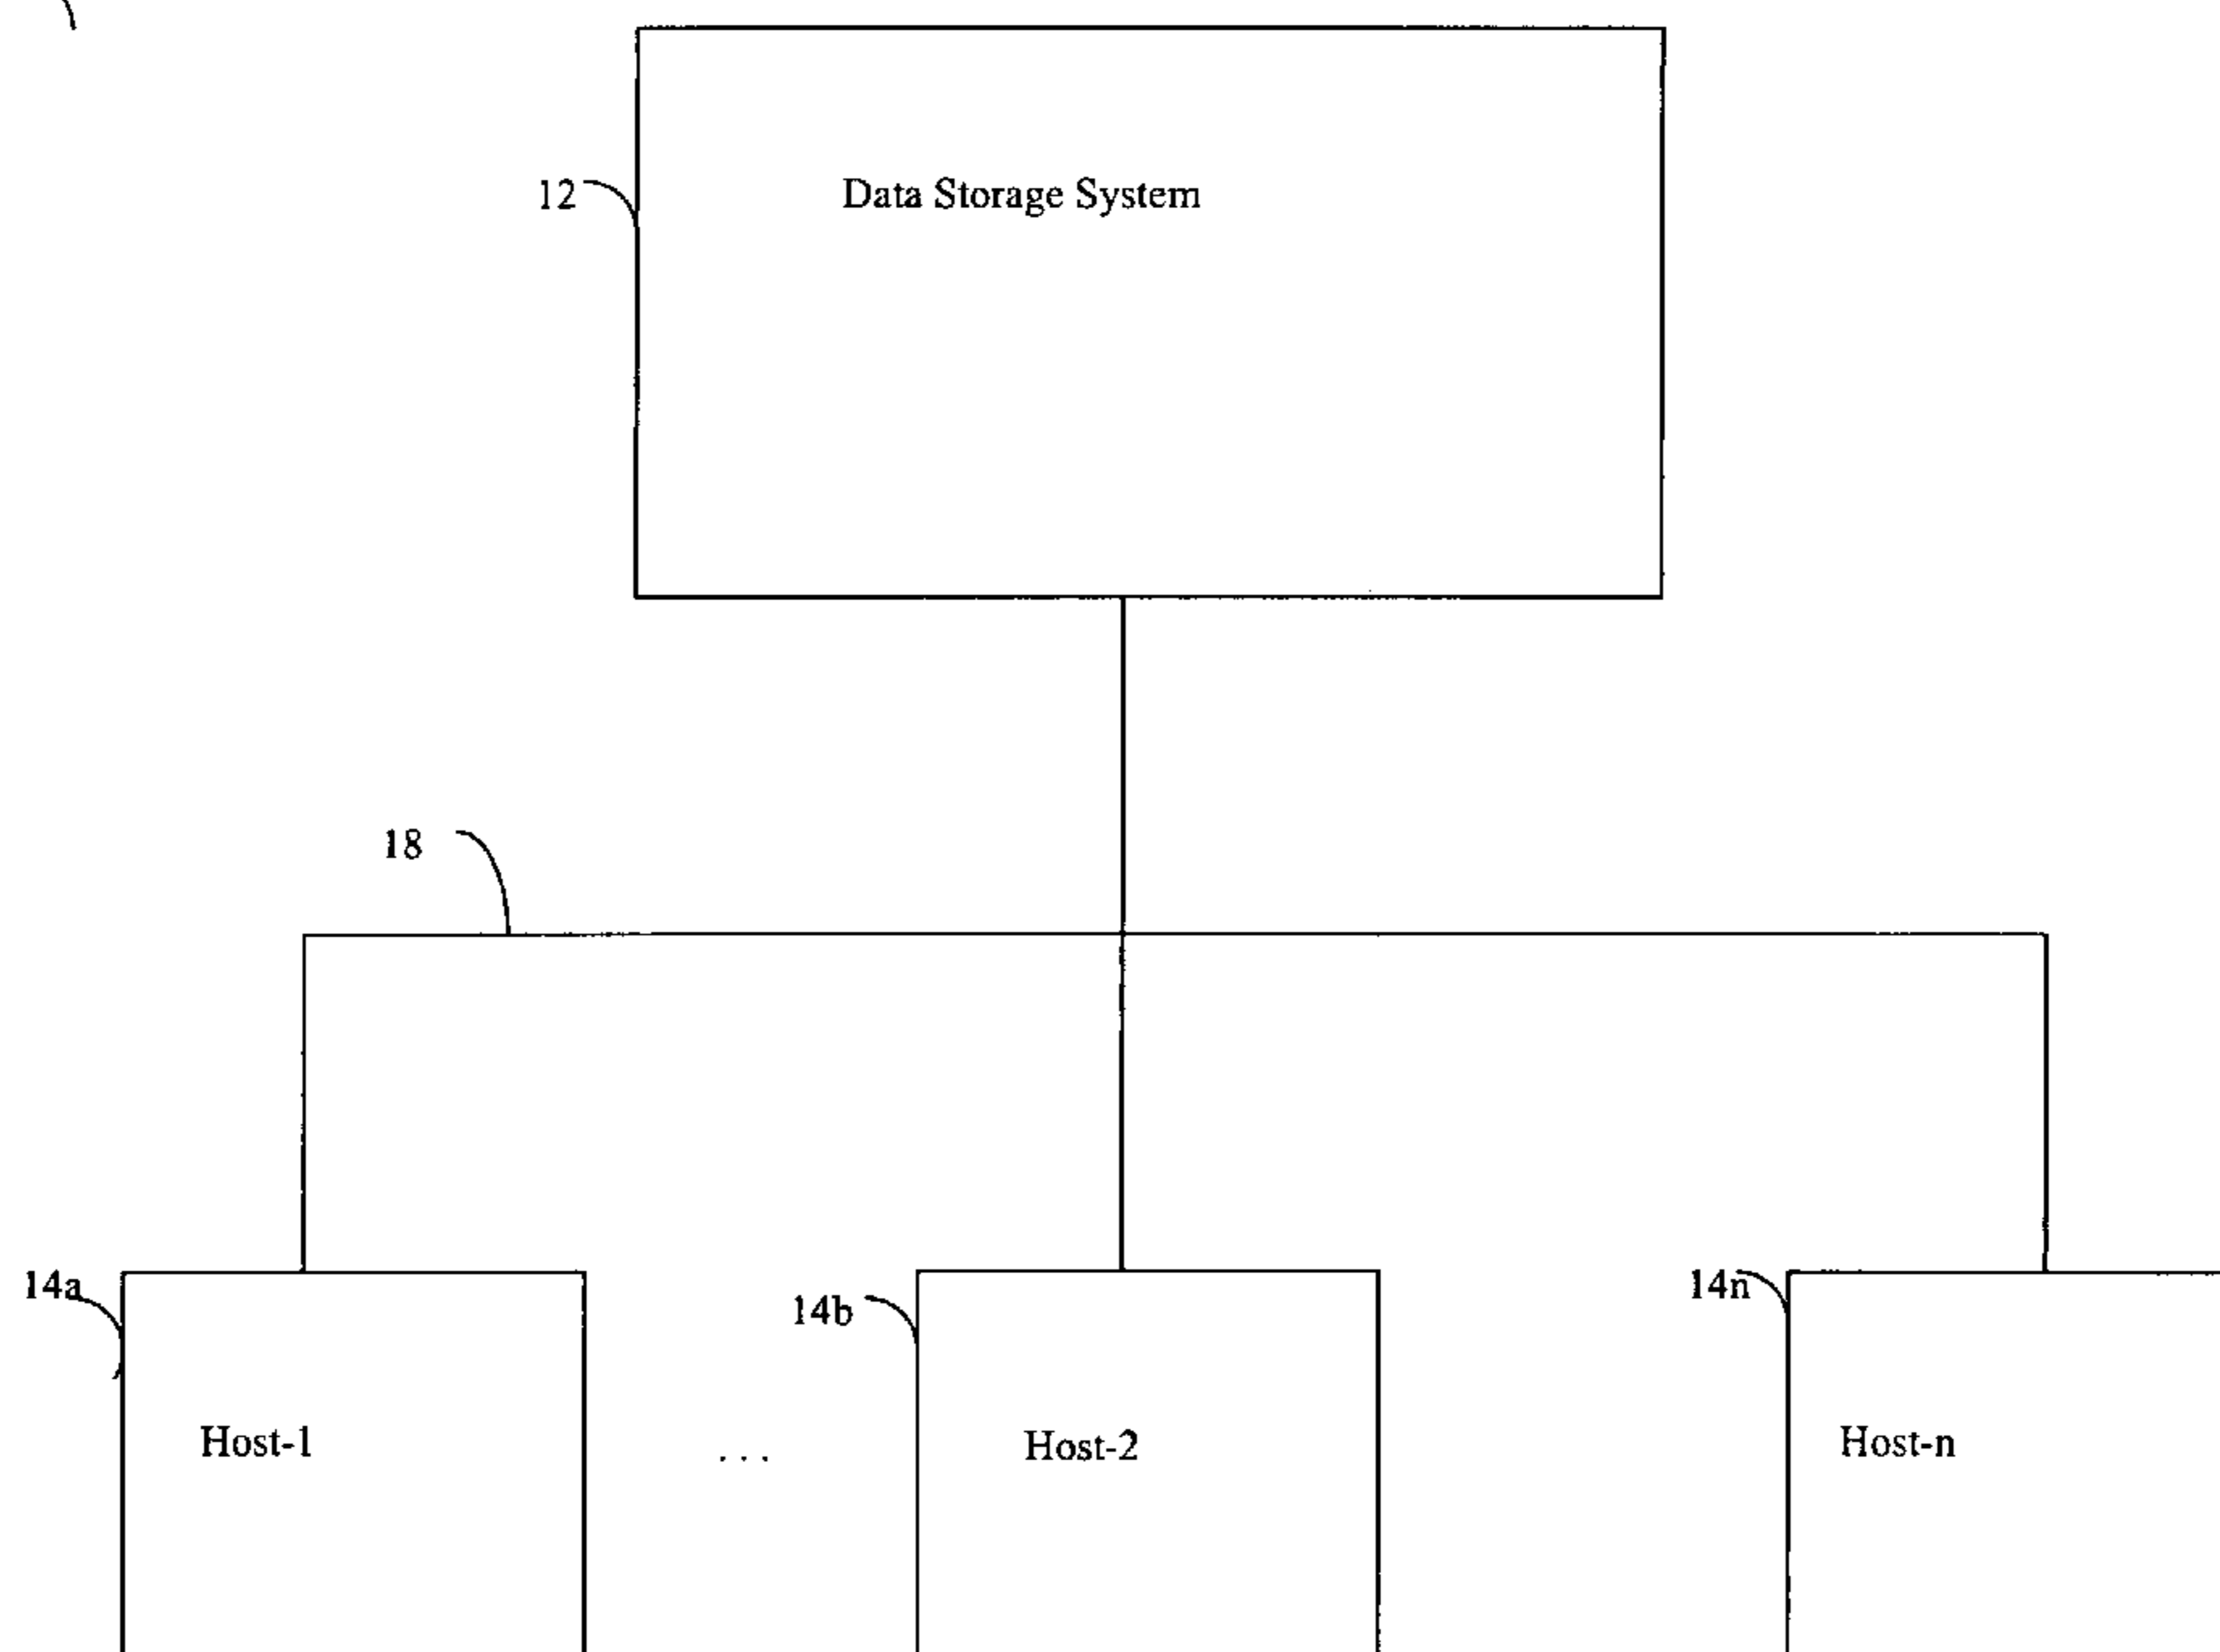 12
Data Storage System
18
14a
14b
14n
Host-1
. . .
Host-2
Host-n